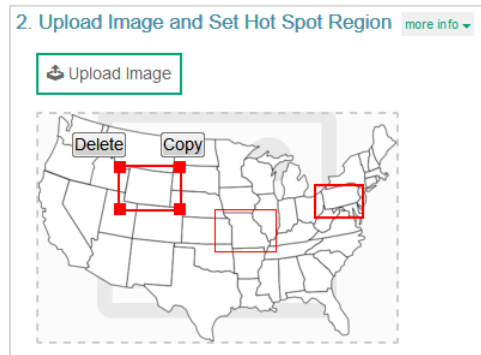 2. Upload Image and Set Hot Spot Region more info
Upload Image
Delete Copy